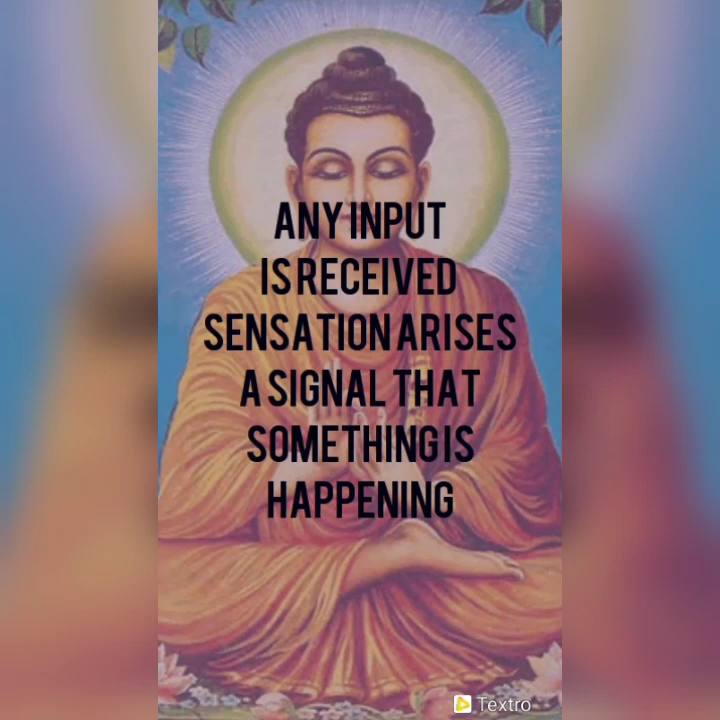 ANY INPUT
IS RECEIVED
SENSATION ARISES
A SIGNAL THAT
SOMETHING IS
HAPPENING
Textro